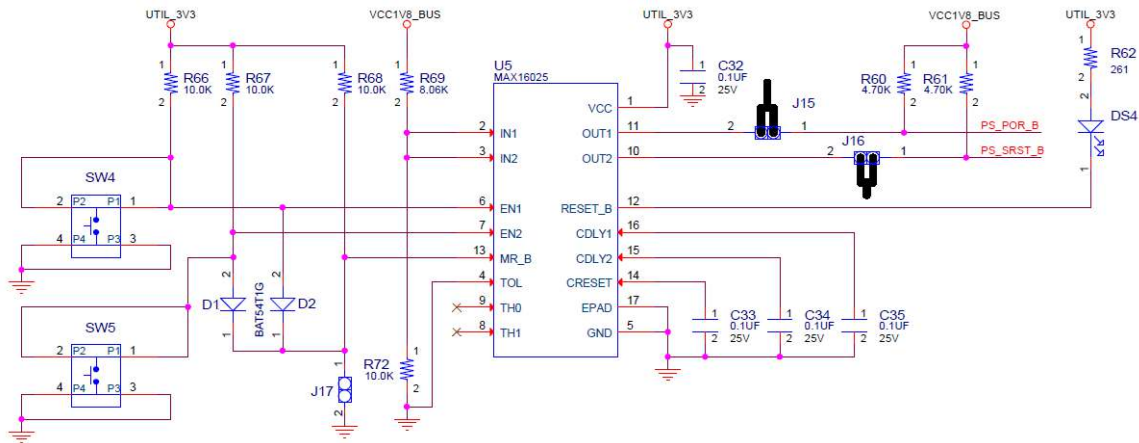 UTIL_3V3 VCC1V8_BUS UTIL_3V3 VCC1V8_BUS UTIL_3V3
1 R66 10.0K 2
1 R67 10.0K 2
1 R68 10.0K 2
1 R69 8.06K 2
U5
MAX16025
1 C32 0.1UF 25V 2
1 R60 4.70K 2
1 R61 4.70K 2
1 R62 261 2
2 DS4 1
VCC 1
2 IN1 OUT1 11 2 J15 1 PS_POR_B
3 IN2 OUT2 10 2 J16 1 PS_SRST_B
SW4
2 P2 P1 1
4 P4 P3 3
6 EN1 RESET_B 12
7 EN2 CDLY1 16
13 MR_B CDLY2 15
4 TOL CRESET 14
9 TH0 EPAD 17
8 TH1 GND 5
2 D1 1
BAT54T1G
2 D2 1
1 C33 0.1UF 25V 2
1 C34 0.1UF 25V 2
1 C35 0.1UF 25V 2
SW5
2 P2 P1 1
4 P4 P3 3
1 J17 2
R72 10.0K 1 2